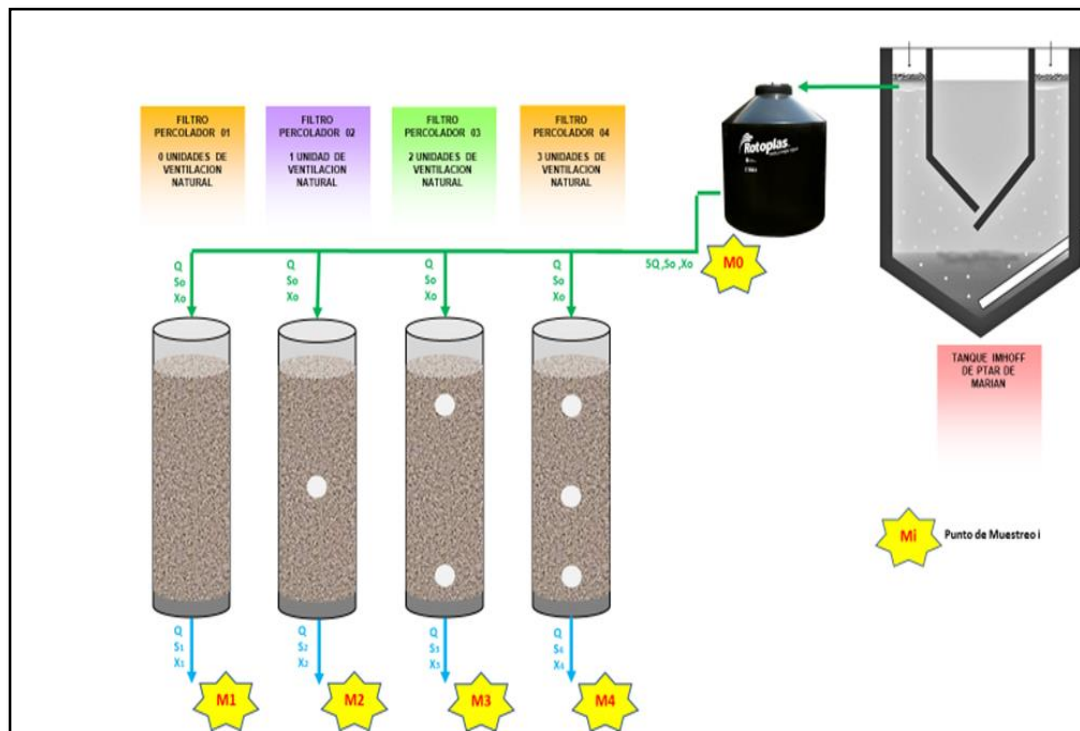 FILTRO
PERCOLADOR 01
0 UNIDADES DE
VENTILACION
NATURAL
FILTRO
PERCOLADOR 02
1 UNIDAD DE
VENTILACION
NATURAL
FILTRO
PERCOLADOR 03
2 UNIDADES DE
VENTILACION
NATURAL
FILTRO
PERCOLADOR 04
3 UNIDADES DE
VENTILACION
NATURAL
Rotoplas
M0
5Q ,So ,Xo
Q
So
Xo
Q
So
Xo
Q
So
Xo
Q
So
Xo
TANQUE IMHOFF
DE PTAR DE
MARIAN
Mi
Punto de Muestreo i
Q
S1
X1
Q
S2
X2
Q
S3
X3
Q
S4
X4
M1
M2
M3
M4